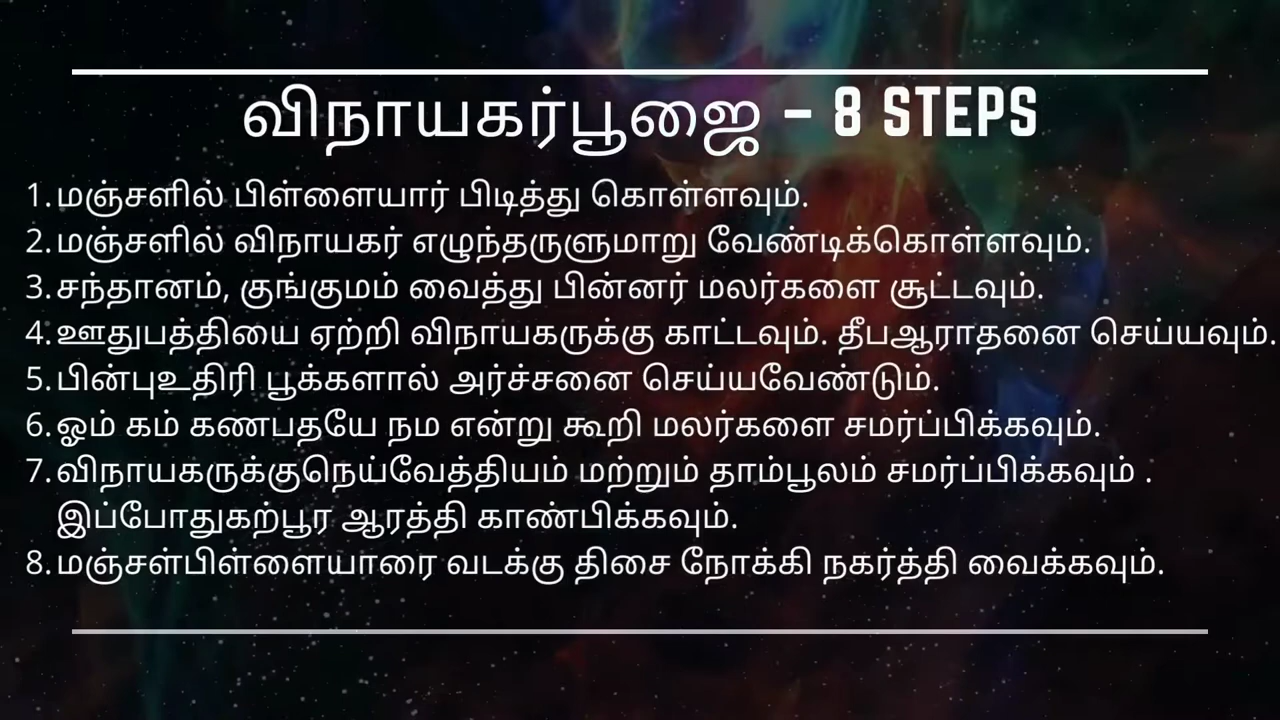 விநாயகர்பூஜை – 8 STEPS
1. மஞ்சளில் பிள்ளையார் பிடித்து கொள்ளவும்.
2. மஞ்சளில் விநாயகர் எழுந்தருளுமாறு வேண்டிக்கொள்ளவும்.
3. சந்தானம், குங்குமம் வைத்து பின்னர் மலர்களை சூட்டவும்.
4. ஊதுபத்தியை ஏற்றி விநாயகருக்கு காட்டவும். தீபஆராதனை செய்யவும்.
5. பின்புஉதிரி பூக்களால் அர்ச்சனை செய்யவேண்டும்.
6. ஓம் கம் கணபதயே நம என்று கூறி மலர்களை சமர்ப்பிக்கவும்.
7. விநாயகருக்குநெய்வேத்தியம் மற்றும் தாம்பூலம் சமர்ப்பிக்கவும் .
இப்போதுகற்பூர ஆரத்தி காண்பிக்கவும்.
8. மஞ்சள்பிள்ளையாரை வடக்கு திசை நோக்கி நகர்த்தி வைக்கவும்.